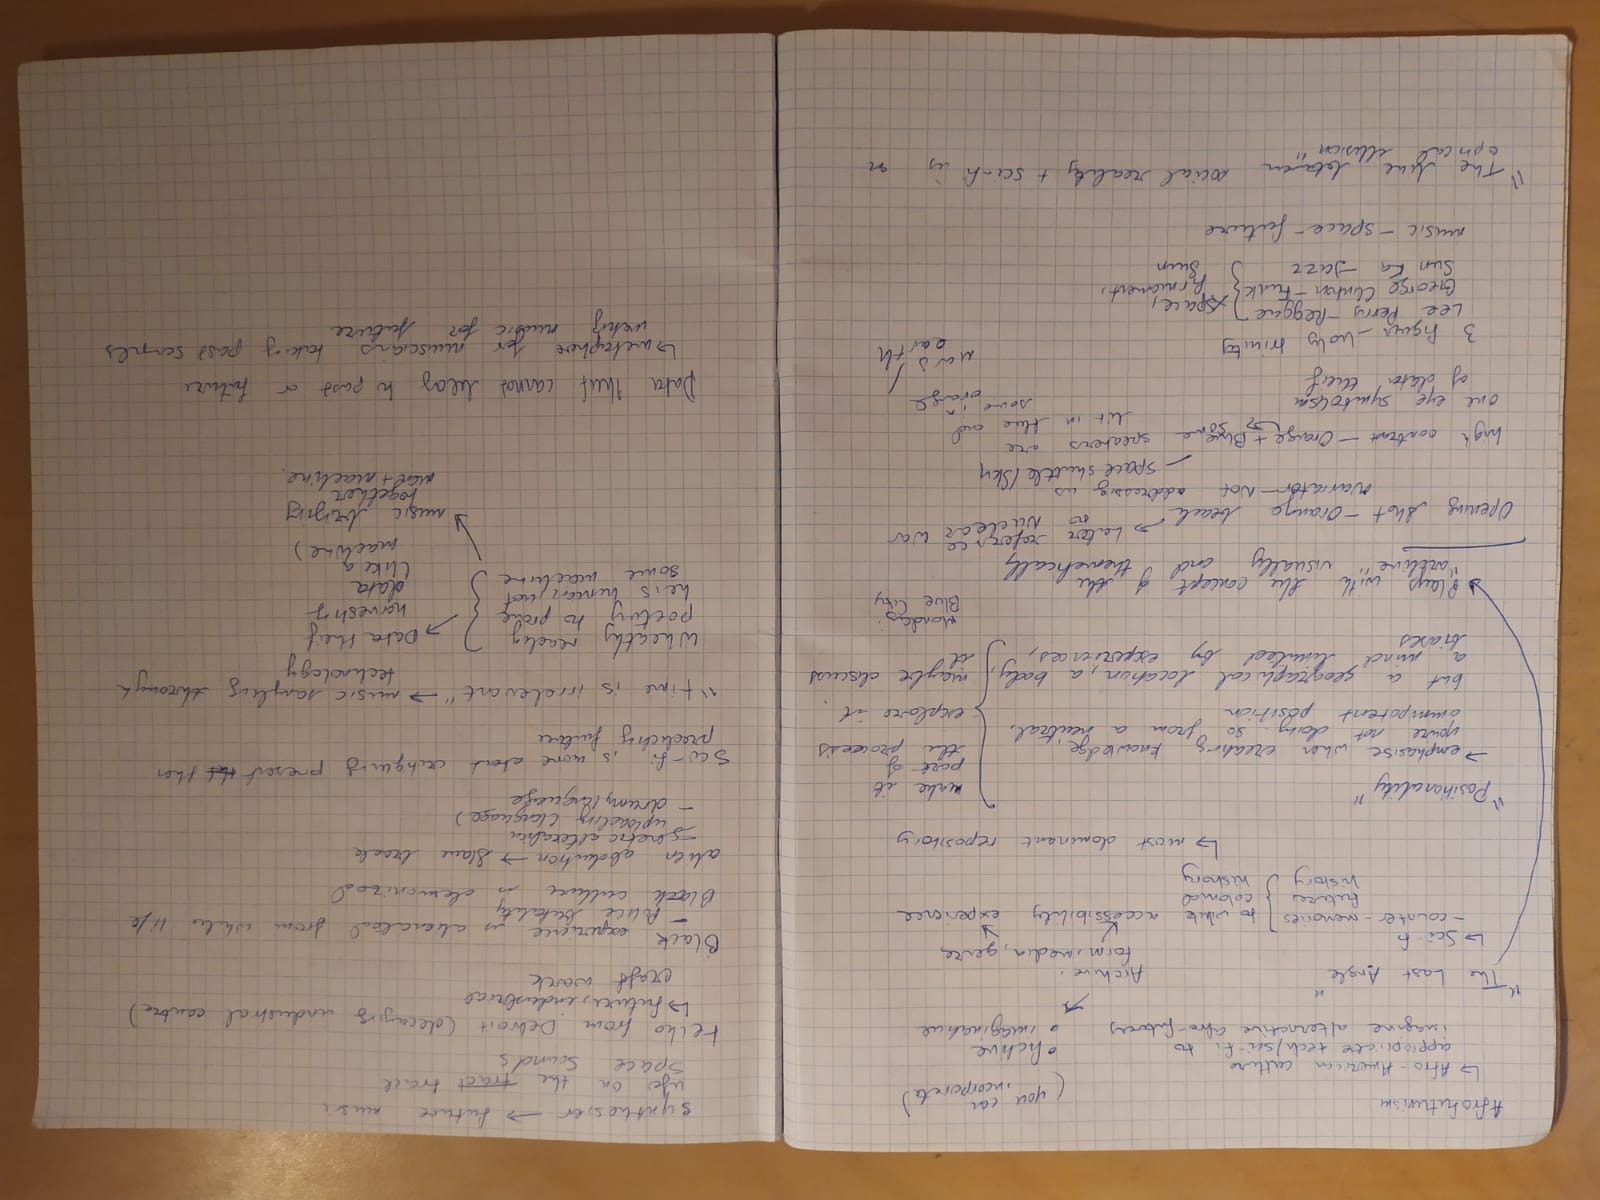 Afrofuturism
↳ Afro-American culture
appropriate tech/sci-fi to
imagine alternative afro-futures
(you can
incorporate)
• fictive
• imaginative
"The Last Angle"
Archive.
form, media, genre,
↳ Sci-fi
- counter-memories
futures
history
to white
colonial
history
accessibility
experience
↳ most dominant repository
"Positionality"
→ emphasise when creating knowledge
you're not doing so from a neutral,
omnipotent position
but a geographical location, a body,
a mind limited by experiences,
biases
make it
part of
the process
explore it.
maybe discuss
it
Monday:
Blue City
Plays with the concept of the
"archive" visually and themetically
Opening Shot - Orange beach
→ Later reference
to Nuclear War
Narrator - Not addressing us
space shuttle/Sky
high contrast - Orange + Blue
→ some speakers are
lit in blue and
some in
orange
one eye symbolism
of data theif
mars
earth
3 figures - holy trinity
Lee Perry - Reggae
George Clinton - Funk
Sun Ra - Jazz
Space,
firmament,
Sun
music - space - future
"The line between social reality + sci-fi is an
optical illusion"
synthesier → future music
ufo on the tract track
Space Sounds
techo from Detroit (decaying industrial centre)
↳ future, industrial
craft work
Black experience is alienated from white life
- Police brutality
Black culture is demonized
alien abduction → Slave trade
- genetic alteration
- uploading (language)
- drums, language
Sci-fi is more about critiquing present that then
predicting future
"time is irrelevant" → music sampling through
technology
reading
poetry to prove
he is human, not
some machine
→ Data theif
harvesting
data
(like a
machine)
music bringing
together
man + machine.
Data theif cannot belong to past or future
↳ metaphore for musicians taking past samples
making music for future